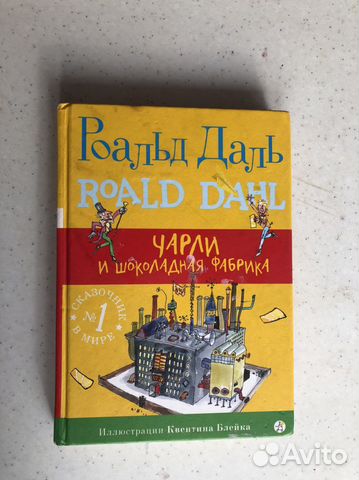 Роальд Даль
ROALD DAHL
ЧАРЛИ
И ШОКОЛАДНАЯ ФАБРИКА
СКАЗОЧНИК
№1
В МИРЕ
Иллюстрации Квентина Блейка
Avito